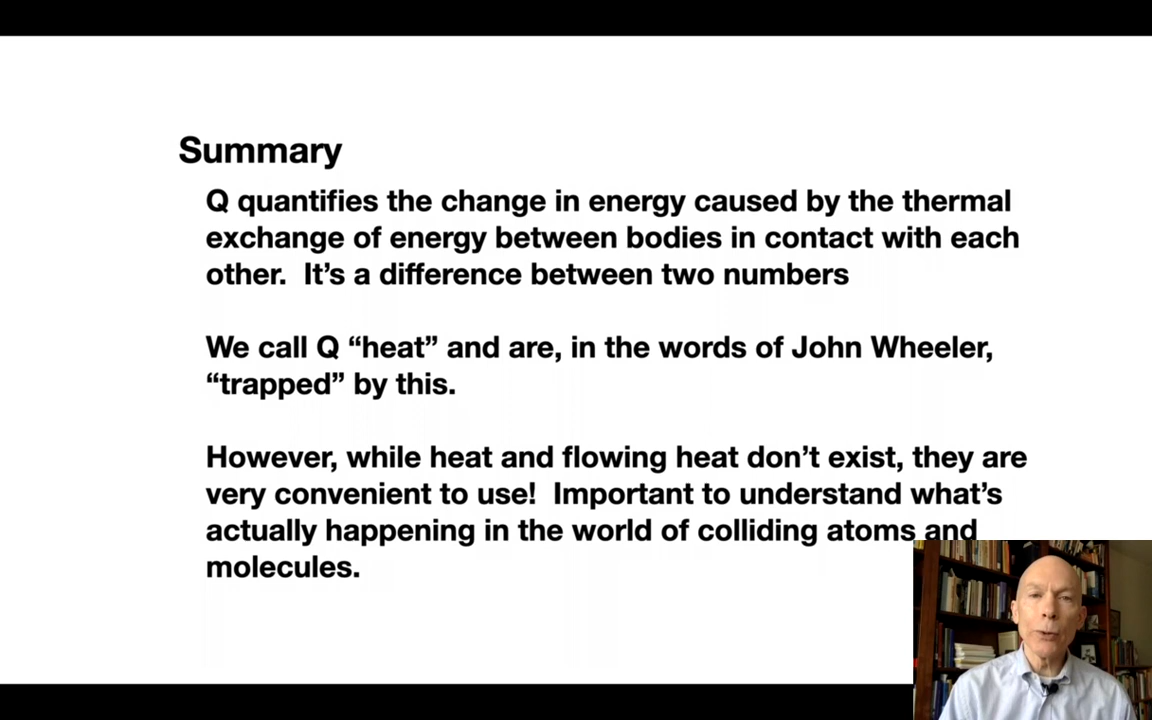 Summary
Q quantifies the change in energy caused by the thermal
exchange of energy between bodies in contact with each
other.  It’s a difference between two numbers
We call Q “heat” and are, in the words of John Wheeler,
“trapped” by this.
However, while heat and flowing heat don’t exist, they are
very convenient to use!  Important to understand what’s
actually happening in the world of colliding atoms and
molecules.